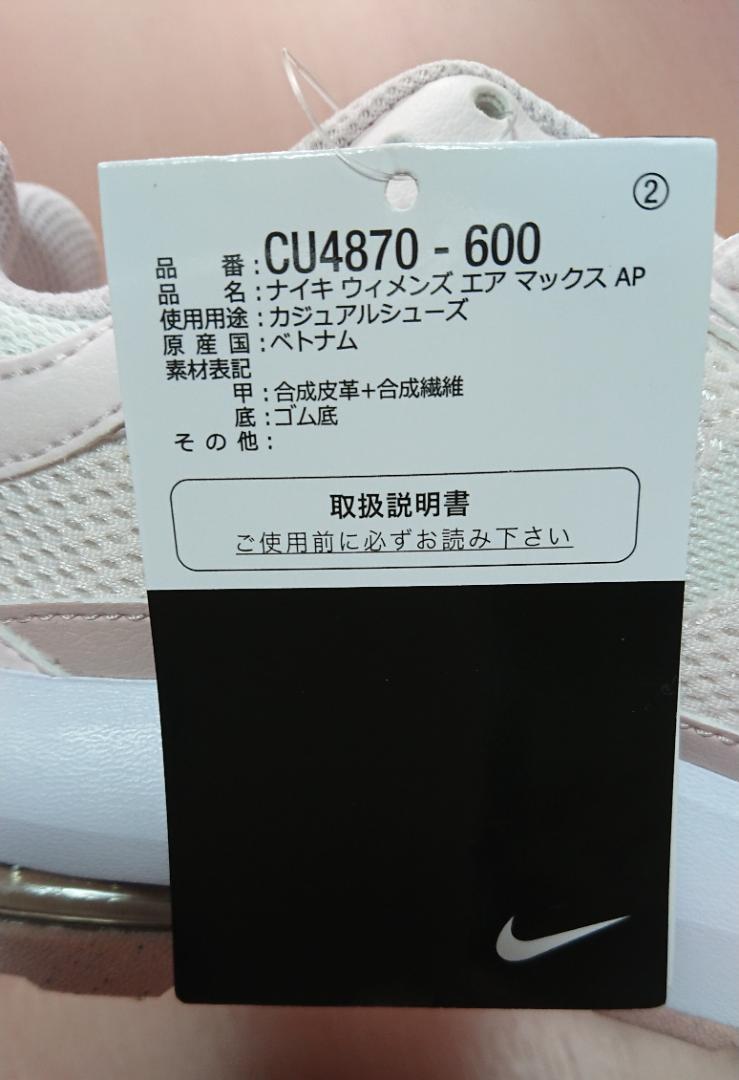 ②
品 番:CU4870-600
品 名:ナイキ ウィメンズ エア マックス AP
使用用途:カジュアルシューズ
原産国:ベトナム
素材表記
甲:合成皮革+合成繊維
底:ゴム底
その他:
取扱説明書
ご使用前に必ずお読み下さい